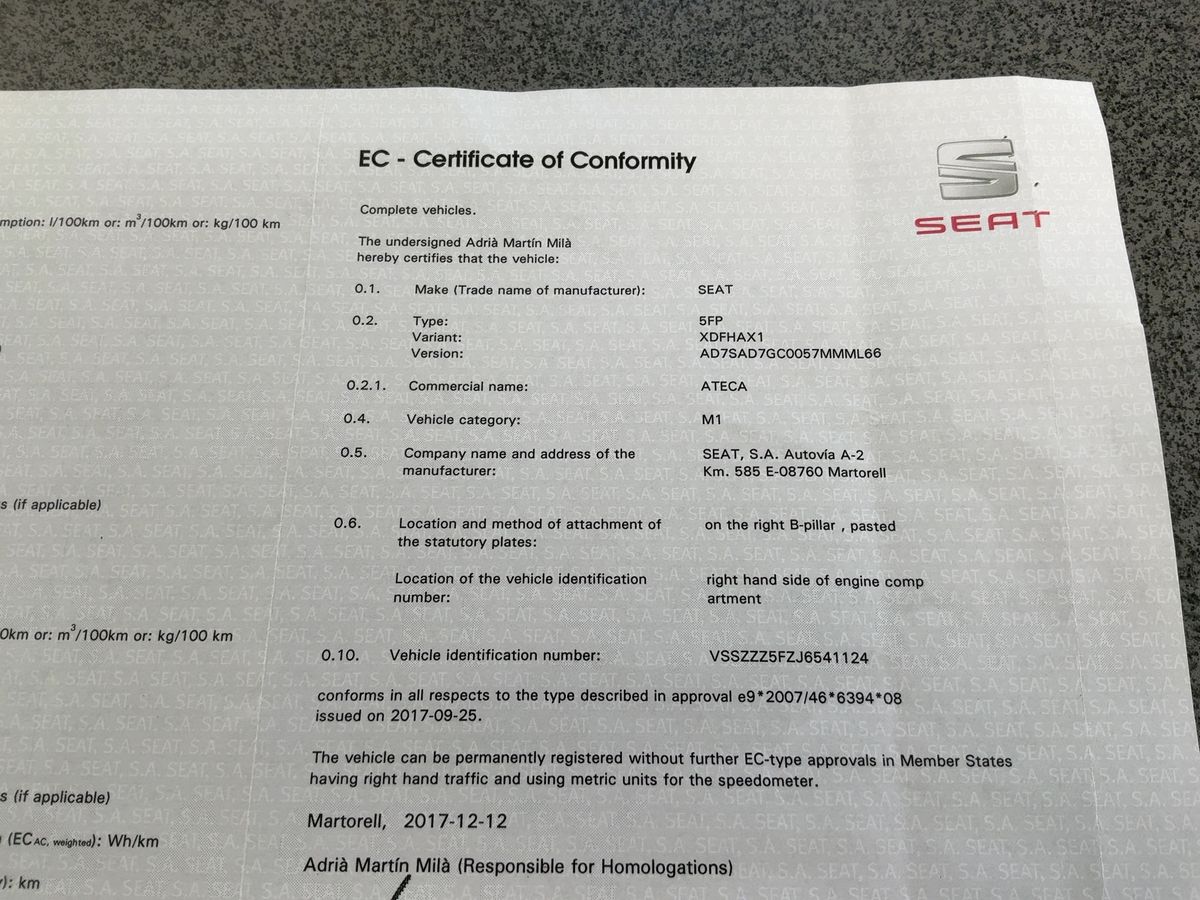 EC - Certificate of Conformity
SEAT
Complete vehicles.
The undersigned Adrià Martín Milà
hereby certifies that the vehicle:
0.1. Make (Trade name of manufacturer): SEAT
0.2. Type: 5FP
Variant: XDFHAX1
Version: AD7SAD7GC0057MMML66
0.2.1. Commercial name: ATECA
0.4. Vehicle category: M1
0.5. Company name and address of the SEAT, S.A. Autovía A-2
manufacturer: Km. 585 E-08760 Martorell
0.6. Location and method of attachment of on the right B-pillar , pasted
the statutory plates:
Location of the vehicle identification right hand side of engine comp
number: artment
0.10. Vehicle identification number: VSSZZZ5FZJ6541124
conforms in all respects to the type described in approval e9*2007/46*6394*08
issued on 2017-09-25.
The vehicle can be permanently registered without further EC-type approvals in Member States
having right hand traffic and using metric units for the speedometer.
Martorell, 2017-12-12
Adrià Martín Milà (Responsible for Homologations)
mption: l/100km or: m³/100km or: kg/100 km
s (if applicable)
0km or: m³/100km or: kg/100 km
s (if applicable)
(EC AC, weighted): Wh/km
): km